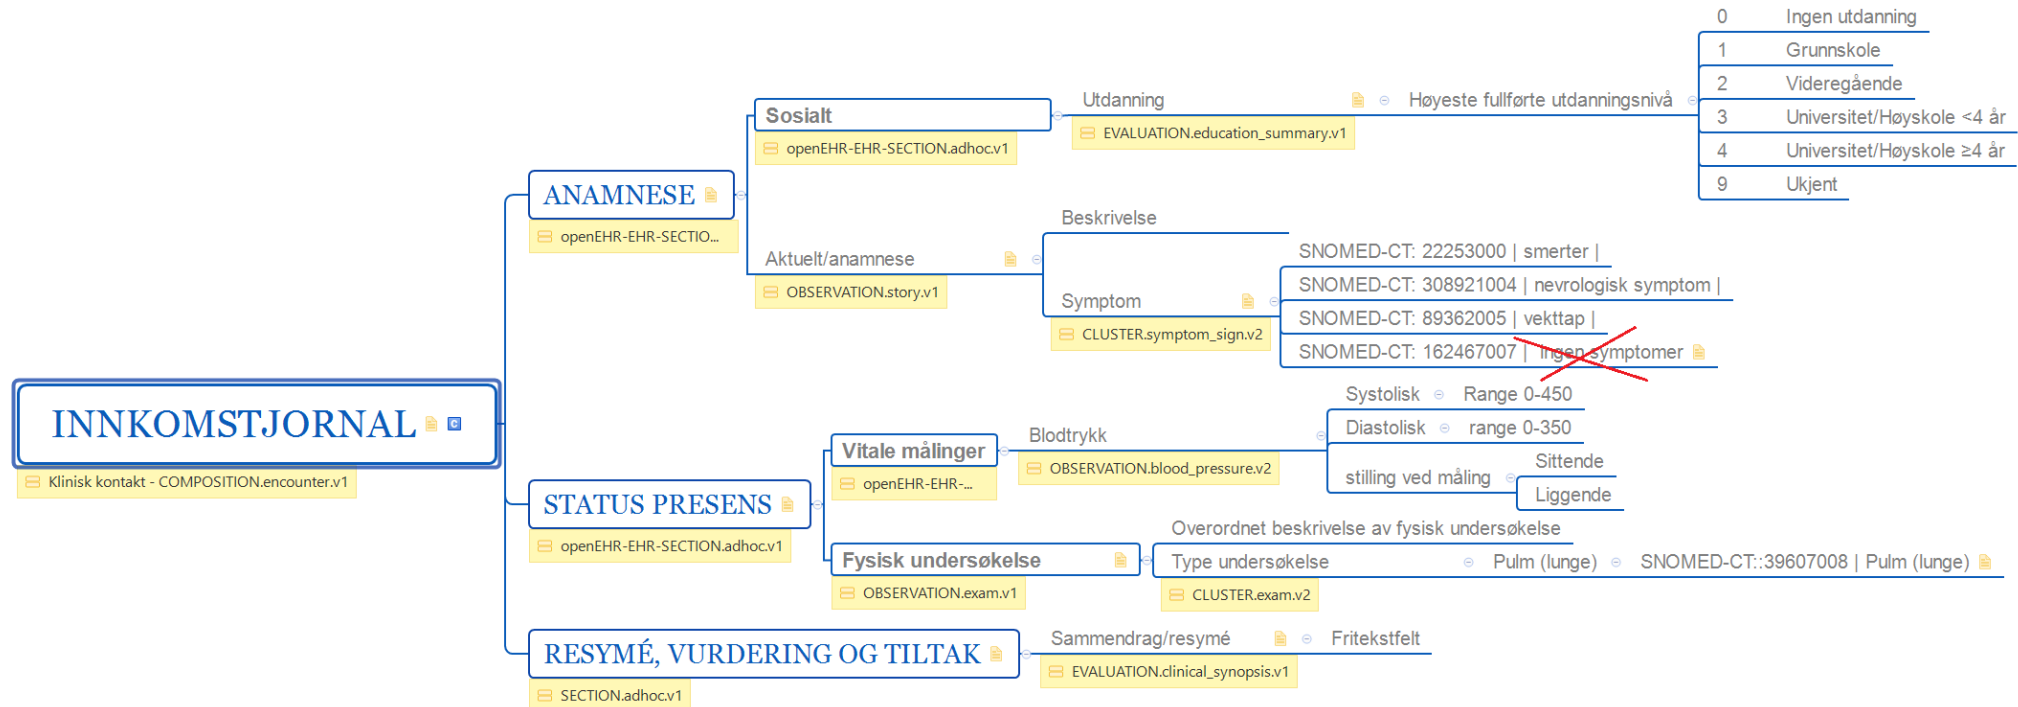 INNKOMSTJORNAL
Klinisk kontakt - COMPOSITION.encounter.v1
ANAMNESE
openEHR-EHR-SECTIO...
Sosialt
openEHR-EHR-SECTION.adhoc.v1
Utdanning
EVALUATION.education_summary.v1
Høyeste fullførte utdanningsnivå
0 Ingen utdanning
1 Grunnskole
2 Videregående
3 Universitet/Høyskole <4 år
4 Universitet/Høyskole ≥4 år
9 Ukjent
Aktuelt/anamnese
OBSERVATION.story.v1
Beskrivelse
Symptom
CLUSTER.symptom_sign.v2
SNOMED-CT: 22253000 | smerter |
SNOMED-CT: 308921004 | nevrologisk symptom |
SNOMED-CT: 89362005 | vekttap |
SNOMED-CT: 162467007 | ingen symptomer
STATUS PRESENS
openEHR-EHR-SECTION.adhoc.v1
Vitale målinger
openEHR-EHR-...
Blodtrykk
OBSERVATION.blood_pressure.v2
Systolisk
Range 0-450
Diastolisk
range 0-350
stilling ved måling
Sittende
Liggende
Fysisk undersøkelse
OBSERVATION.exam.v1
Overordnet beskrivelse av fysisk undersøkelse
Type undersøkelse
CLUSTER.exam.v2
Pulm (lunge)
SNOMED-CT::39607008 | Pulm (lunge)
RESYMÉ, VURDERING OG TILTAK
SECTION.adhoc.v1
Sammendrag/resymé
EVALUATION.clinical_synopsis.v1
Fritekstfelt